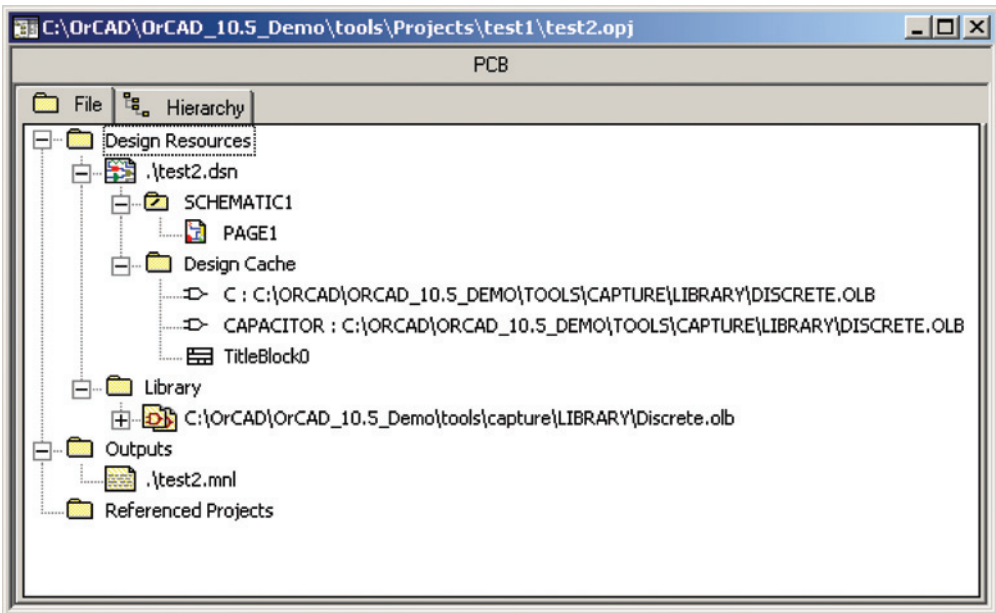 C:\OrCAD\OrCAD_10.5_Demo\tools\Projects\test1\test2.opj
PCB
File Hierarchy
Design Resources
.\test2.dsn
SCHEMATIC1
PAGE1
Design Cache
C : C:\ORCAD\ORCAD_10.5_DEMO\TOOLS\CAPTURE\LIBRARY\DISCRETE.OLB
CAPACITOR : C:\ORCAD\ORCAD_10.5_DEMO\TOOLS\CAPTURE\LIBRARY\DISCRETE.OLB
TitleBlock0
Library
C:\OrCAD\OrCAD_10.5_Demo\tools\capture\LIBRARY\Discrete.olb
Outputs
.\test2.mnl
Referenced Projects